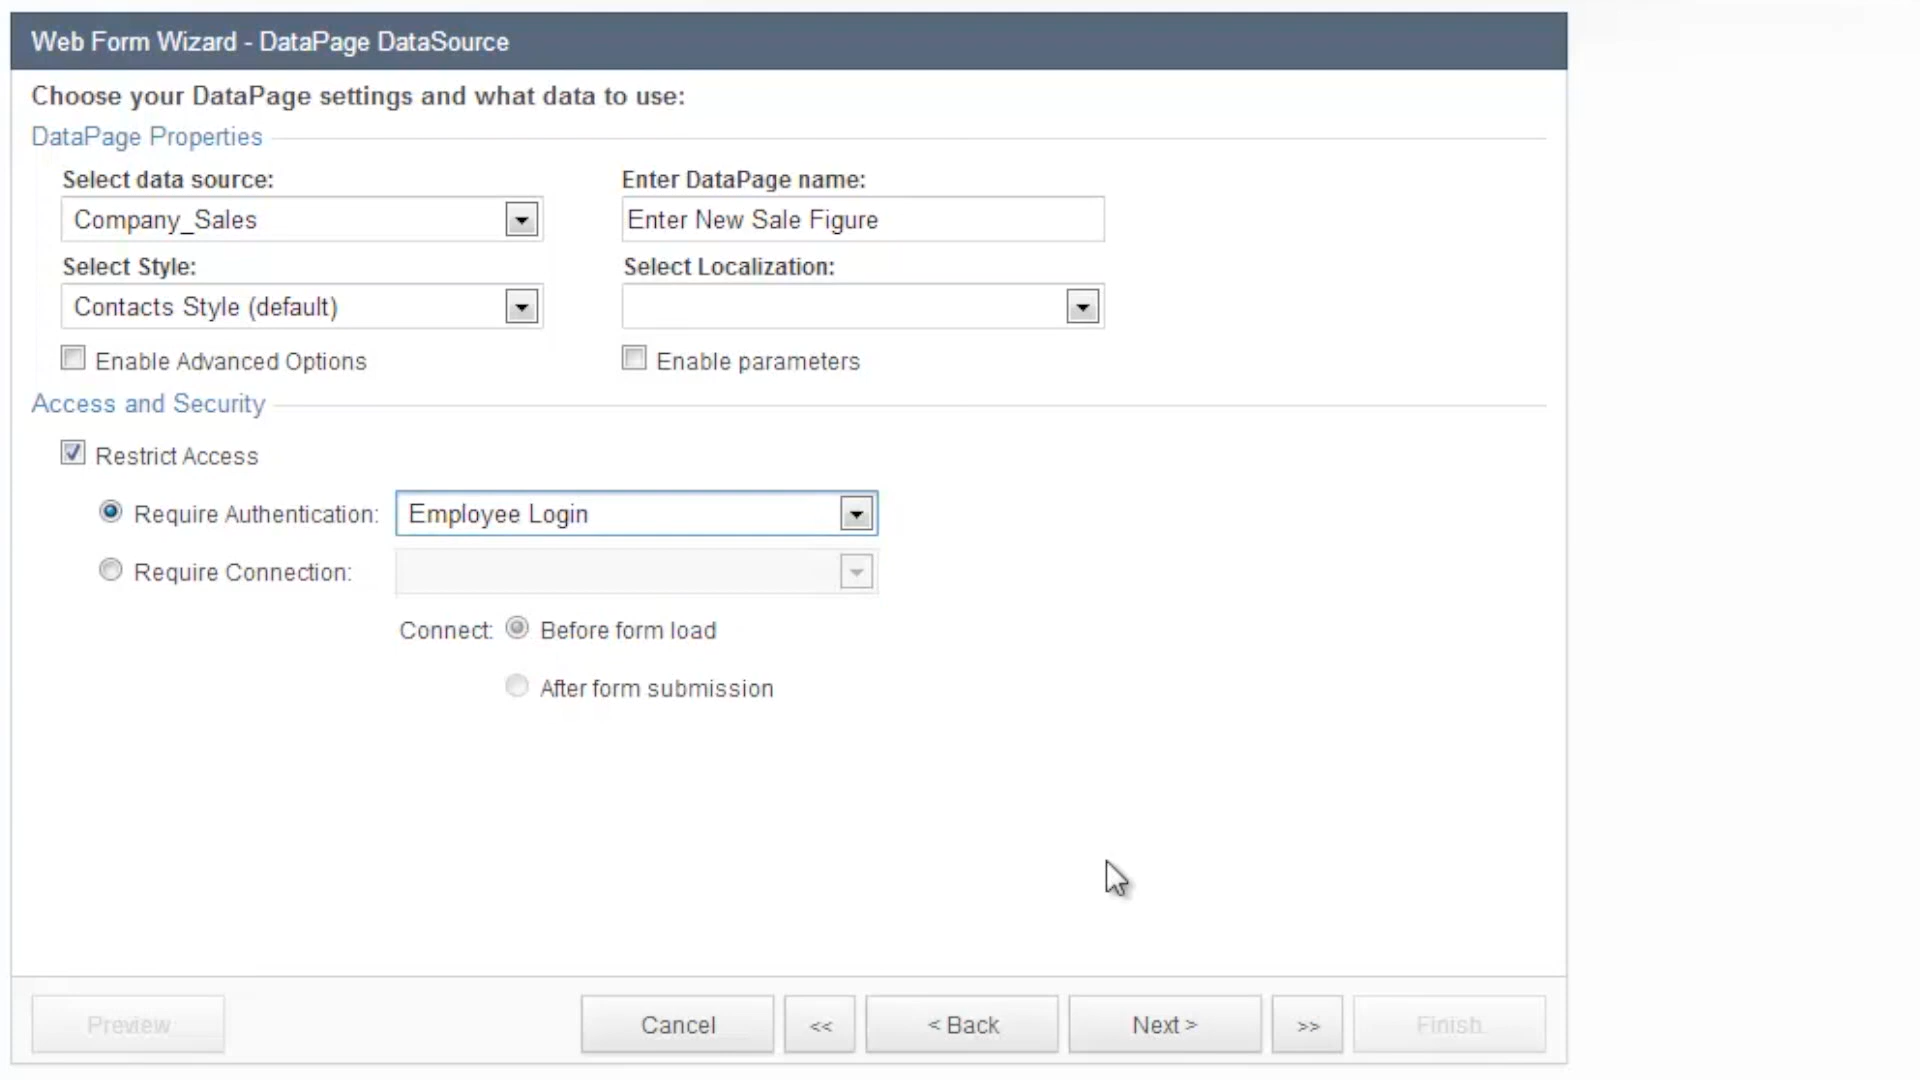 Web Form Wizard - DataPage DataSource
Choose your DataPage settings and what data to use:
DataPage Properties
Select data source: Enter DataPage name:
Company_Sales Enter New Sale Figure
Select Style: Select Localization:
Contacts Style (default)
Enable Advanced Options Enable parameters
Access and Security
Restrict Access
Require Authentication: Employee Login
Require Connection:
Connect: Before form load
After form submission
Preview Cancel << < Back Next > >> Finish